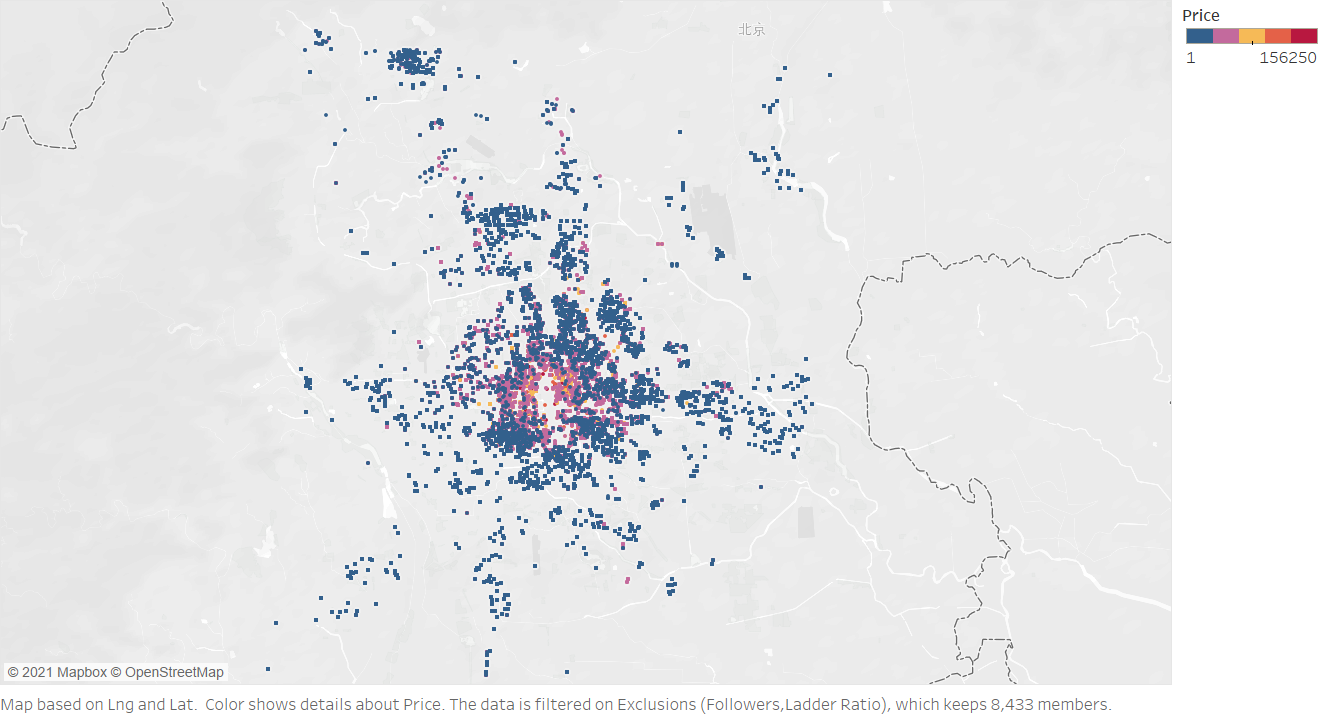 北京
Price
1 156250
© 2021 Mapbox © OpenStreetMap
Map based on Lng and Lat.  Color shows details about Price. The data is filtered on Exclusions (Followers,Ladder Ratio), which keeps 8,433 members.